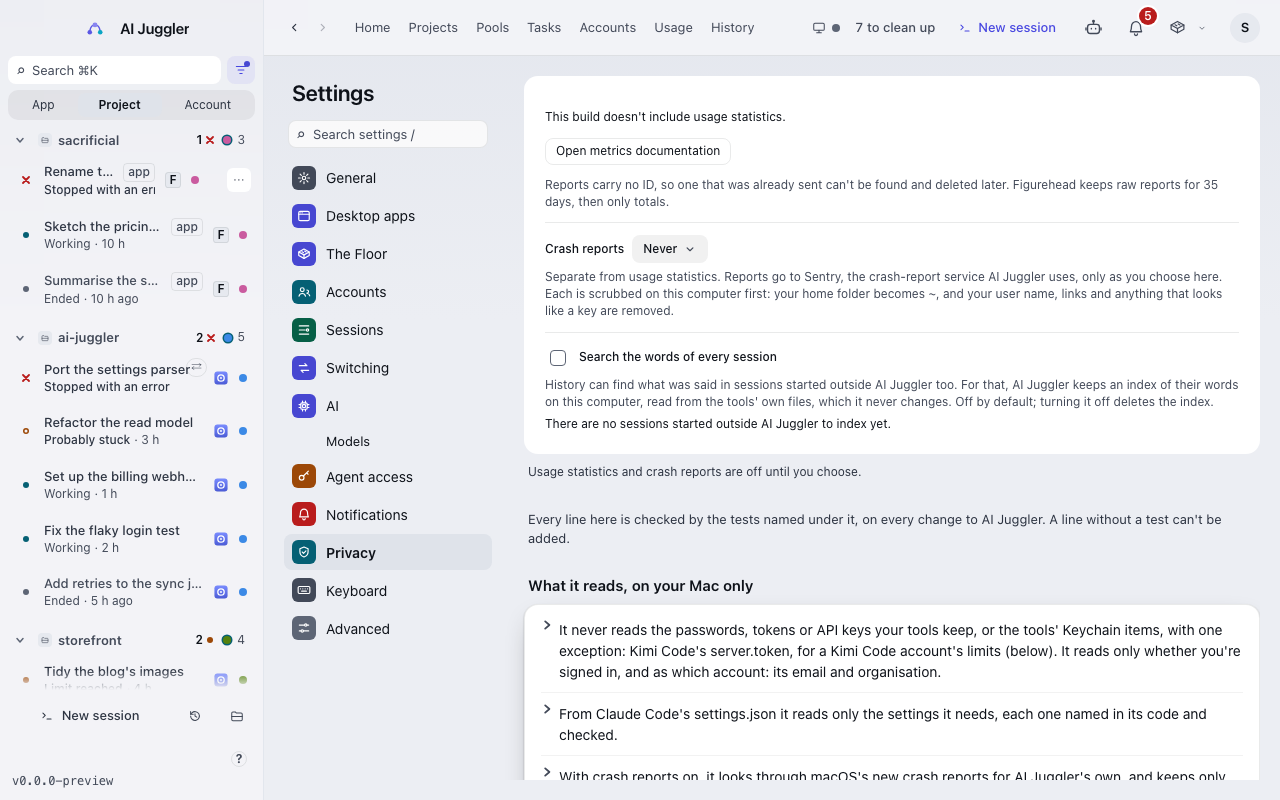 AI Juggler
Home Projects Pools Tasks Accounts Usage History
7 to clean up
New session
5
S
Search ⌘K
App Project Account
sacrificial 1 3
Rename t... app F
Stopped with an err
Sketch the pricin... app F
Working · 10 h
Summarise the s... app F
Ended · 10 h ago
ai-juggler 2 5
Port the settings parser
Stopped with an error
Refactor the read model
Probably stuck · 3 h
Set up the billing webh...
Working · 1 h
Fix the flaky login test
Working · 2 h
Add retries to the sync j...
Ended · 5 h ago
storefront 2 4
Tidy the blog's images
New session
?
v0.0.0-preview
Settings
Search settings /
General
Desktop apps
The Floor
Accounts
Sessions
Switching
AI
Models
Agent access
Notifications
Privacy
Keyboard
Advanced
This build doesn't include usage statistics.
Open metrics documentation
Reports carry no ID, so one that was already sent can't be found and deleted later. Figurehead keeps raw reports for 35
days, then only totals.
Crash reports Never
Separate from usage statistics. Reports go to Sentry, the crash-report service AI Juggler uses, only as you choose here.
Each is scrubbed on this computer first: your home folder becomes ~, and your user name, links and anything that looks
like a key are removed.
Search the words of every session
History can find what was said in sessions started outside AI Juggler too. For that, AI Juggler keeps an index of their words
on this computer, read from the tools' own files, which it never changes. Off by default; turning it off deletes the index.
There are no sessions started outside AI Juggler to index yet.
Usage statistics and crash reports are off until you choose.
Every line here is checked by the tests named under it, on every change to AI Juggler. A line without a test can't be
added.
What it reads, on your Mac only
It never reads the passwords, tokens or API keys your tools keep, or the tools' Keychain items, with one
exception: Kimi Code's server.token, for a Kimi Code account's limits (below). It reads only whether you're
signed in, and as which account: its email and organisation.
From Claude Code's settings.json it reads only the settings it needs, each one named in its code and
checked.
With crash reports on, it looks through macOS's new crash reports for AI Juggler's own, and keeps only